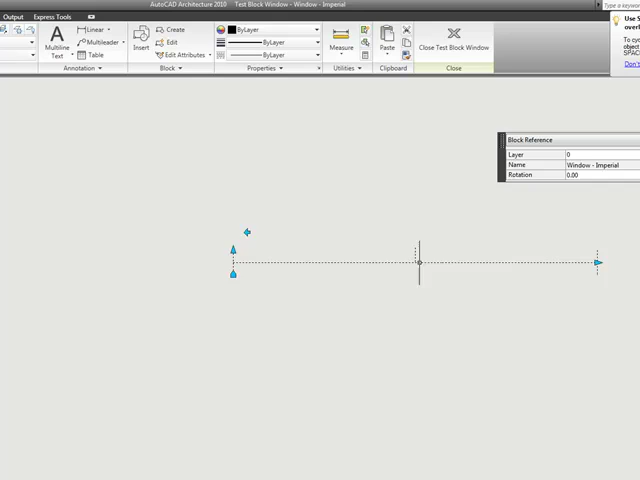 AutoCAD Architecture 2010 Test Block Window - Window - Imperial
Type a keywor
Output Express Tools
Use S
overl
To cyc
object
SPAC
Don't
Multiline
Text
Linear
Multileader
Table
Annotation
Insert
Create
Edit
Edit Attributes
Block
ByLayer
ByLayer
ByLayer
Properties
Measure
Utilities
Paste
Clipboard
Close Test Block Window
Close
Block Reference
Layer 0
Name Window - Imperial
Rotation 0.00